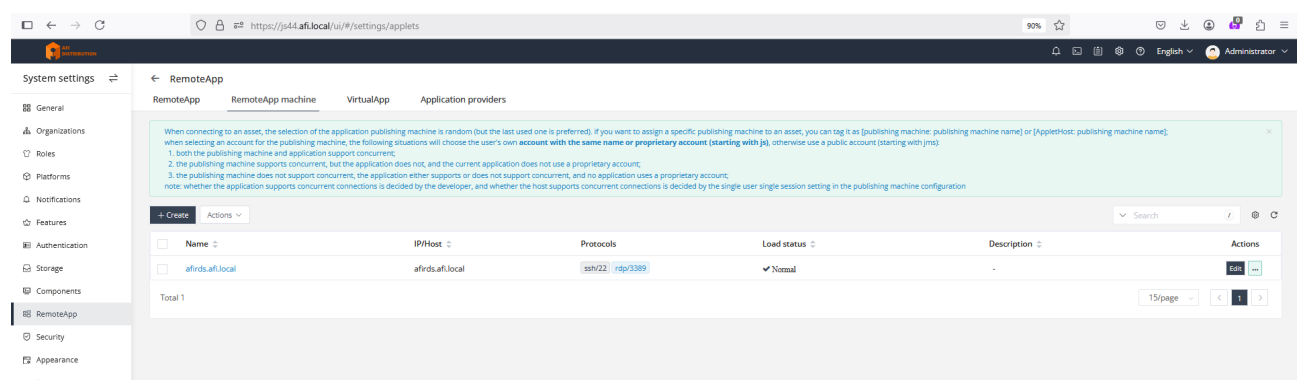 https://js44.afi.local/ui/#/settings/applets
90%
AFI
DISTRIBUTION
English
Administrator
System settings
RemoteApp
RemoteApp RemoteApp machine VirtualApp Application providers
General
Organizations
Roles
Platforms
Notifications
Features
Authentication
Storage
Components
RemoteApp
Security
Appearance
When connecting to an asset, the selection of the application publishing machine is random (but the last used one is preferred). If you want to assign a specific publishing machine to an asset, you can tag it as [publishing machine: publishing machine name] or [AppletHost: publishing machine name];
when selecting an account for the publishing machine, the following situations will choose the user's own account with the same name or proprietary account (starting with js), otherwise use a public account (starting with jms):
1. both the publishing machine and application support concurrent;
2. the publishing machine supports concurrent, but the application does not, and the current application does not use a proprietary account;
3. the publishing machine does not support concurrent, the application either supports or does not support concurrent, and no application uses a proprietary account;
note: whether the application supports concurrent connections is decided by the developer, and whether the host supports concurrent connections is decided by the single user single session setting in the publishing machine configuration
+ Create Actions Search /
Name IP/Host Protocols Load status Description Actions
afirds.afi.local afirds.afi.local ssh/22 rdp/3389 ✔ Normal - Edit ...
Total 1 15/page < 1 >